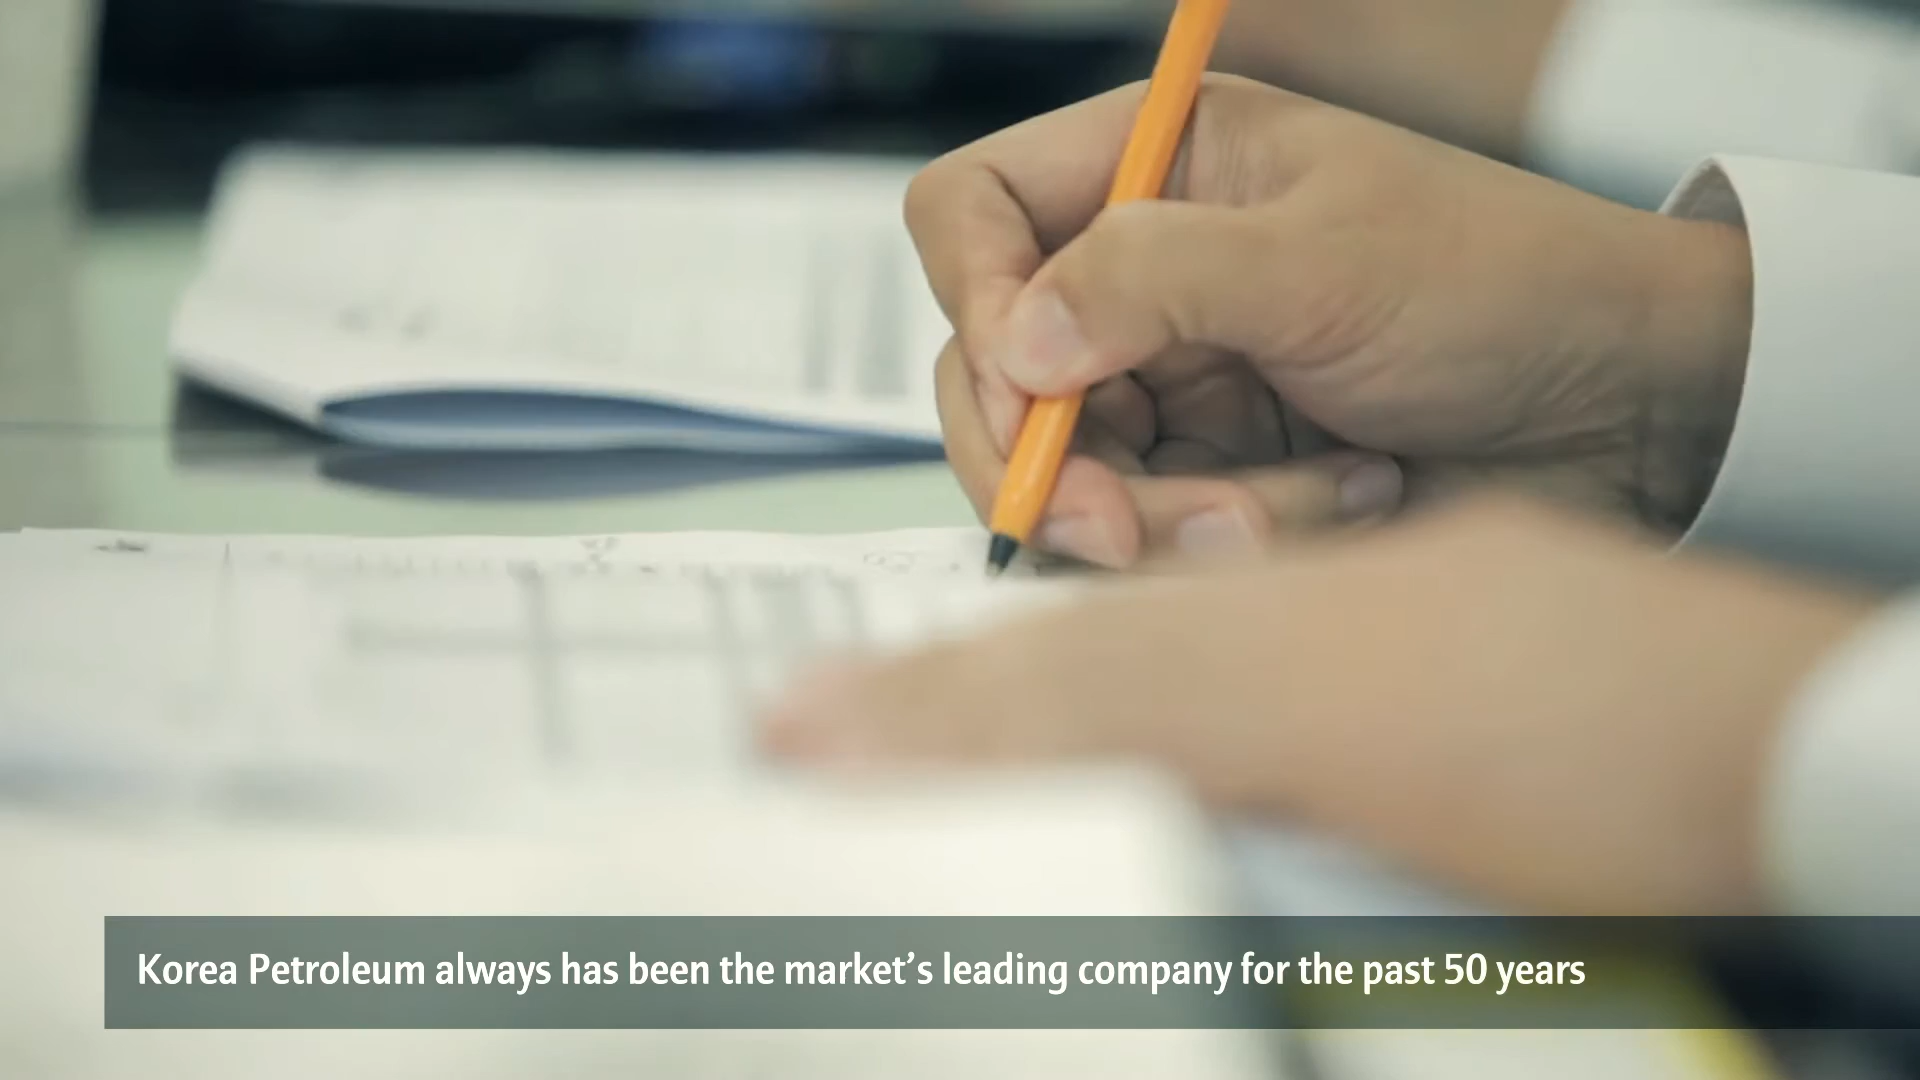 Korea Petroleum always has been the market’s leading company for the past 50 years